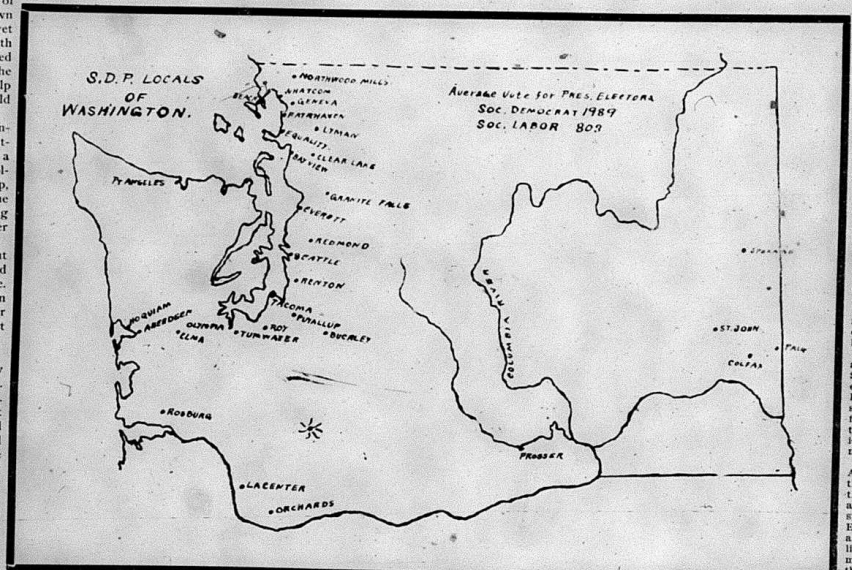 S.D.P. LOCALS
OF
WASHINGTON.
Average Vote for PRES. ELECTORS
SOC. DEMOCRAT 1989
SOC. LABOR 803
NORTHWOOD MILLS
WHATCOM
GENEVA
FAIRHAVEN
LYMAN
EQUALITY
CLEAR LAKE
BAYVIEW
PT ANGELES
GRANITE FALLS
EVERETT
REDMOND
SEATTLE
RENTON
TACOMA
PUYALLUP
BUCKLEY
ROY
TUMWATER
OLYMPIA
ELMA
HOQUIAM
ABERDEEN
COLUMBIA RIVER
SPOKANE
ST. JOHN
COLFAX
ROSBURG
PROSSER
LACENTER
ORCHARDS